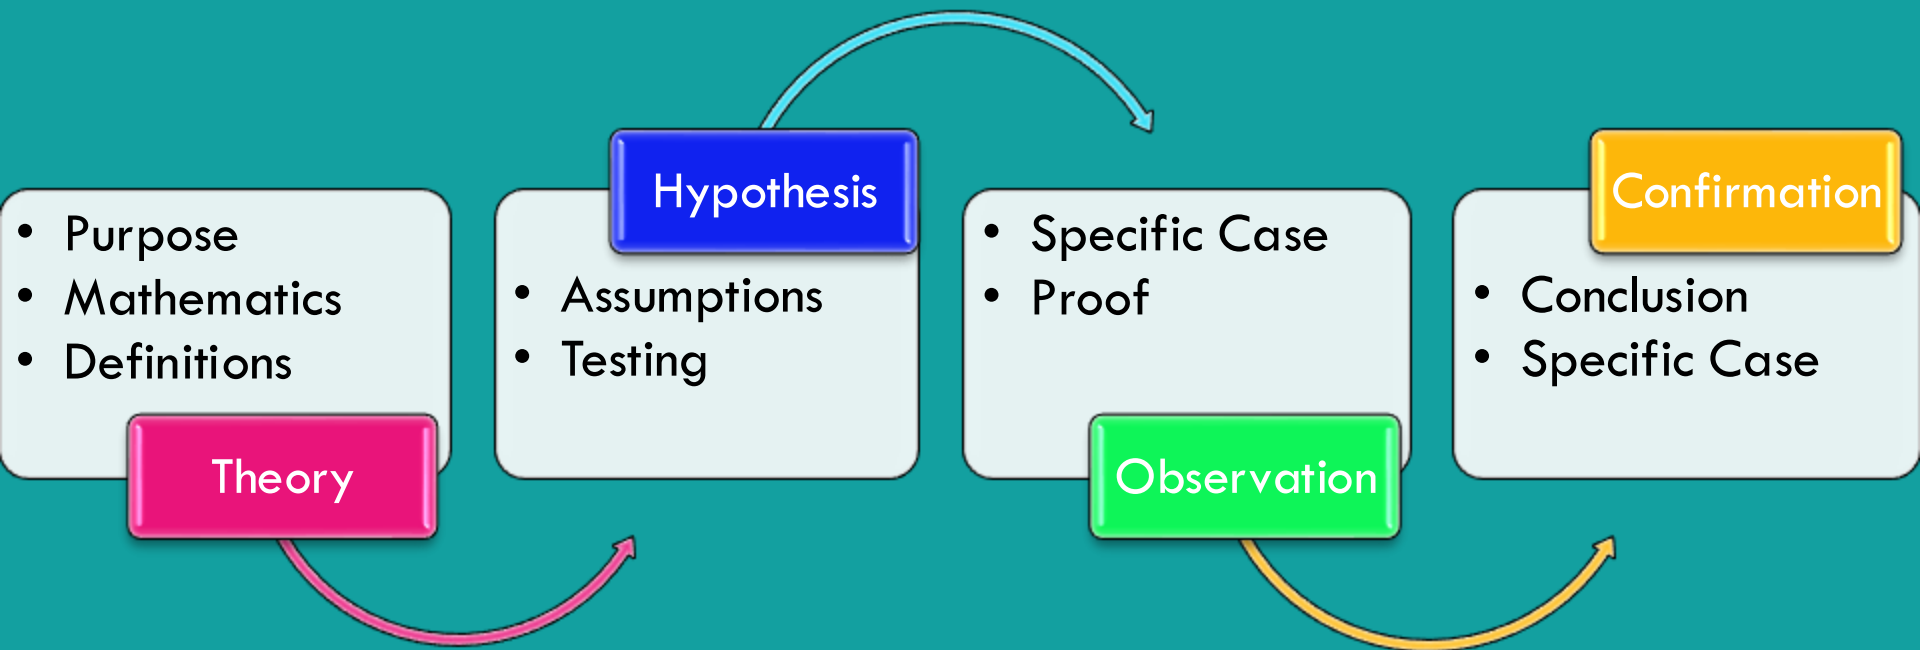 • Purpose
• Mathematics
• Definitions
Theory
Hypothesis
• Assumptions
• Testing
• Specific Case
• Proof
Observation
Confirmation
• Conclusion
• Specific Case